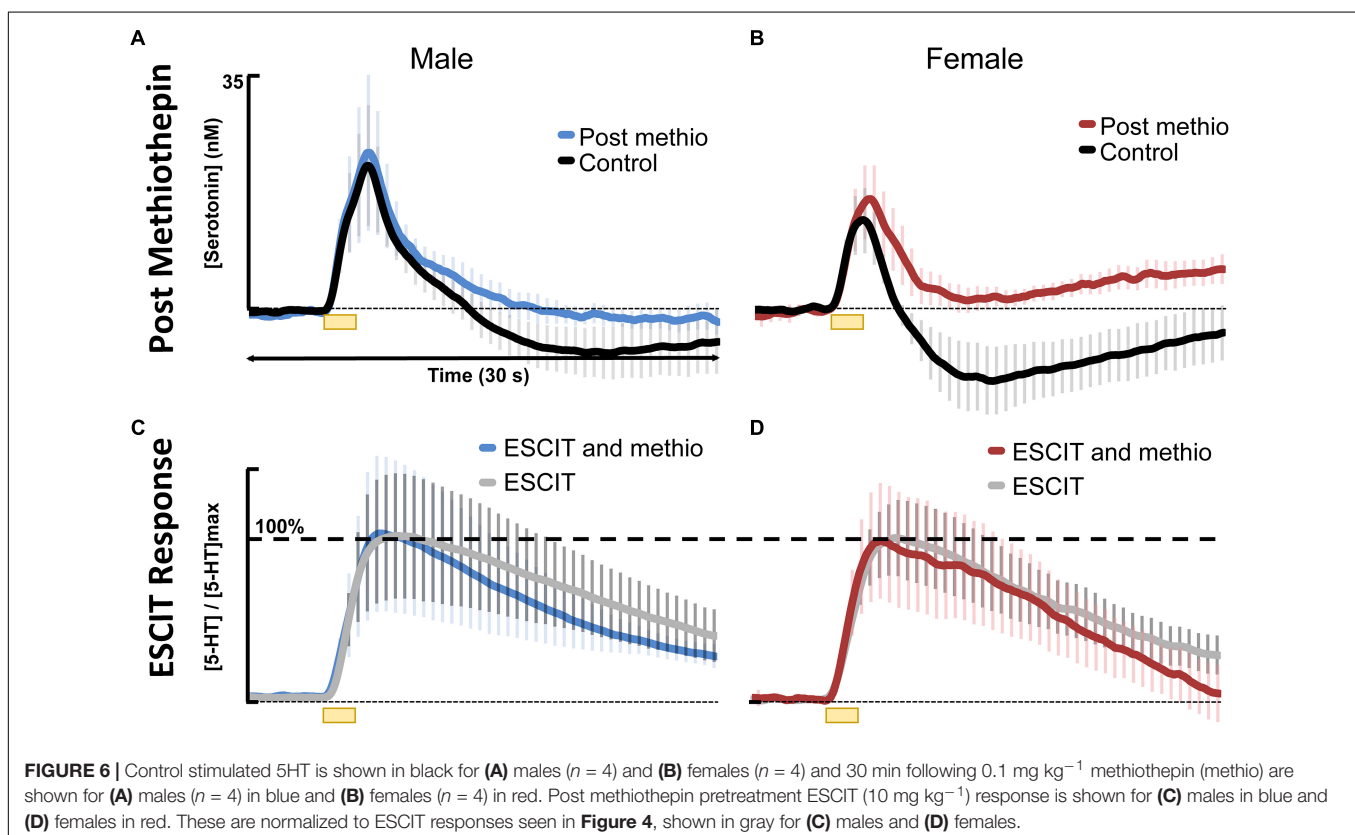 A
B
Male
Female
Post Methiothepin
35
[Serotonin] (nM)
Post methio
Control
Post methio
Control
Time (30 s)
C
D
ESCIT Response
[5-HT] / [5-HT]max
ESCIT and methio
ESCIT
ESCIT and methio
ESCIT
100%
FIGURE 6 | Control stimulated 5HT is shown in black for (A) males (n = 4) and (B) females (n = 4) and 30 min following 0.1 mg kg⁻¹ methiothepin (methio) are
shown for (A) males (n = 4) in blue and (B) females (n = 4) in red. Post methiothepin pretreatment ESCIT (10 mg kg⁻¹) response is shown for (C) males in blue and
(D) females in red. These are normalized to ESCIT responses seen in Figure 4, shown in gray for (C) males and (D) females.